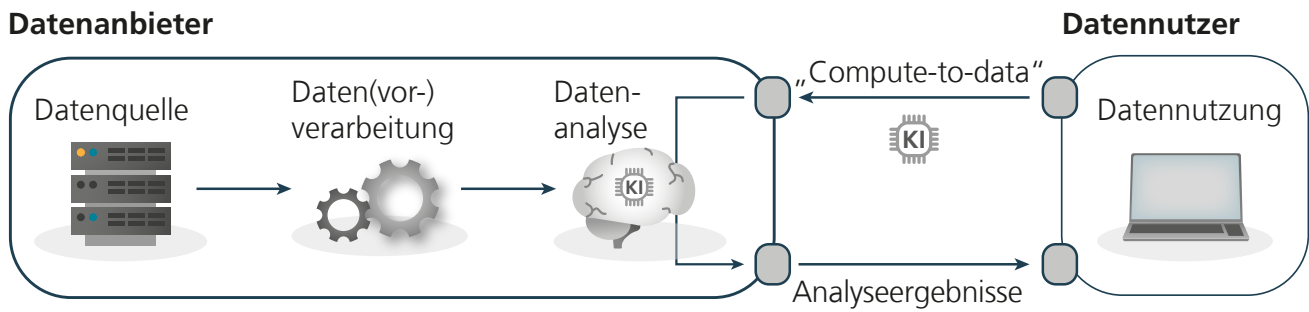 Datenanbieter
Datennutzer
Datenquelle
Daten(vor-)
verarbeitung
Daten-
analyse
KI
„Compute-to-data“
KI
Analyseergebnisse
Datennutzung